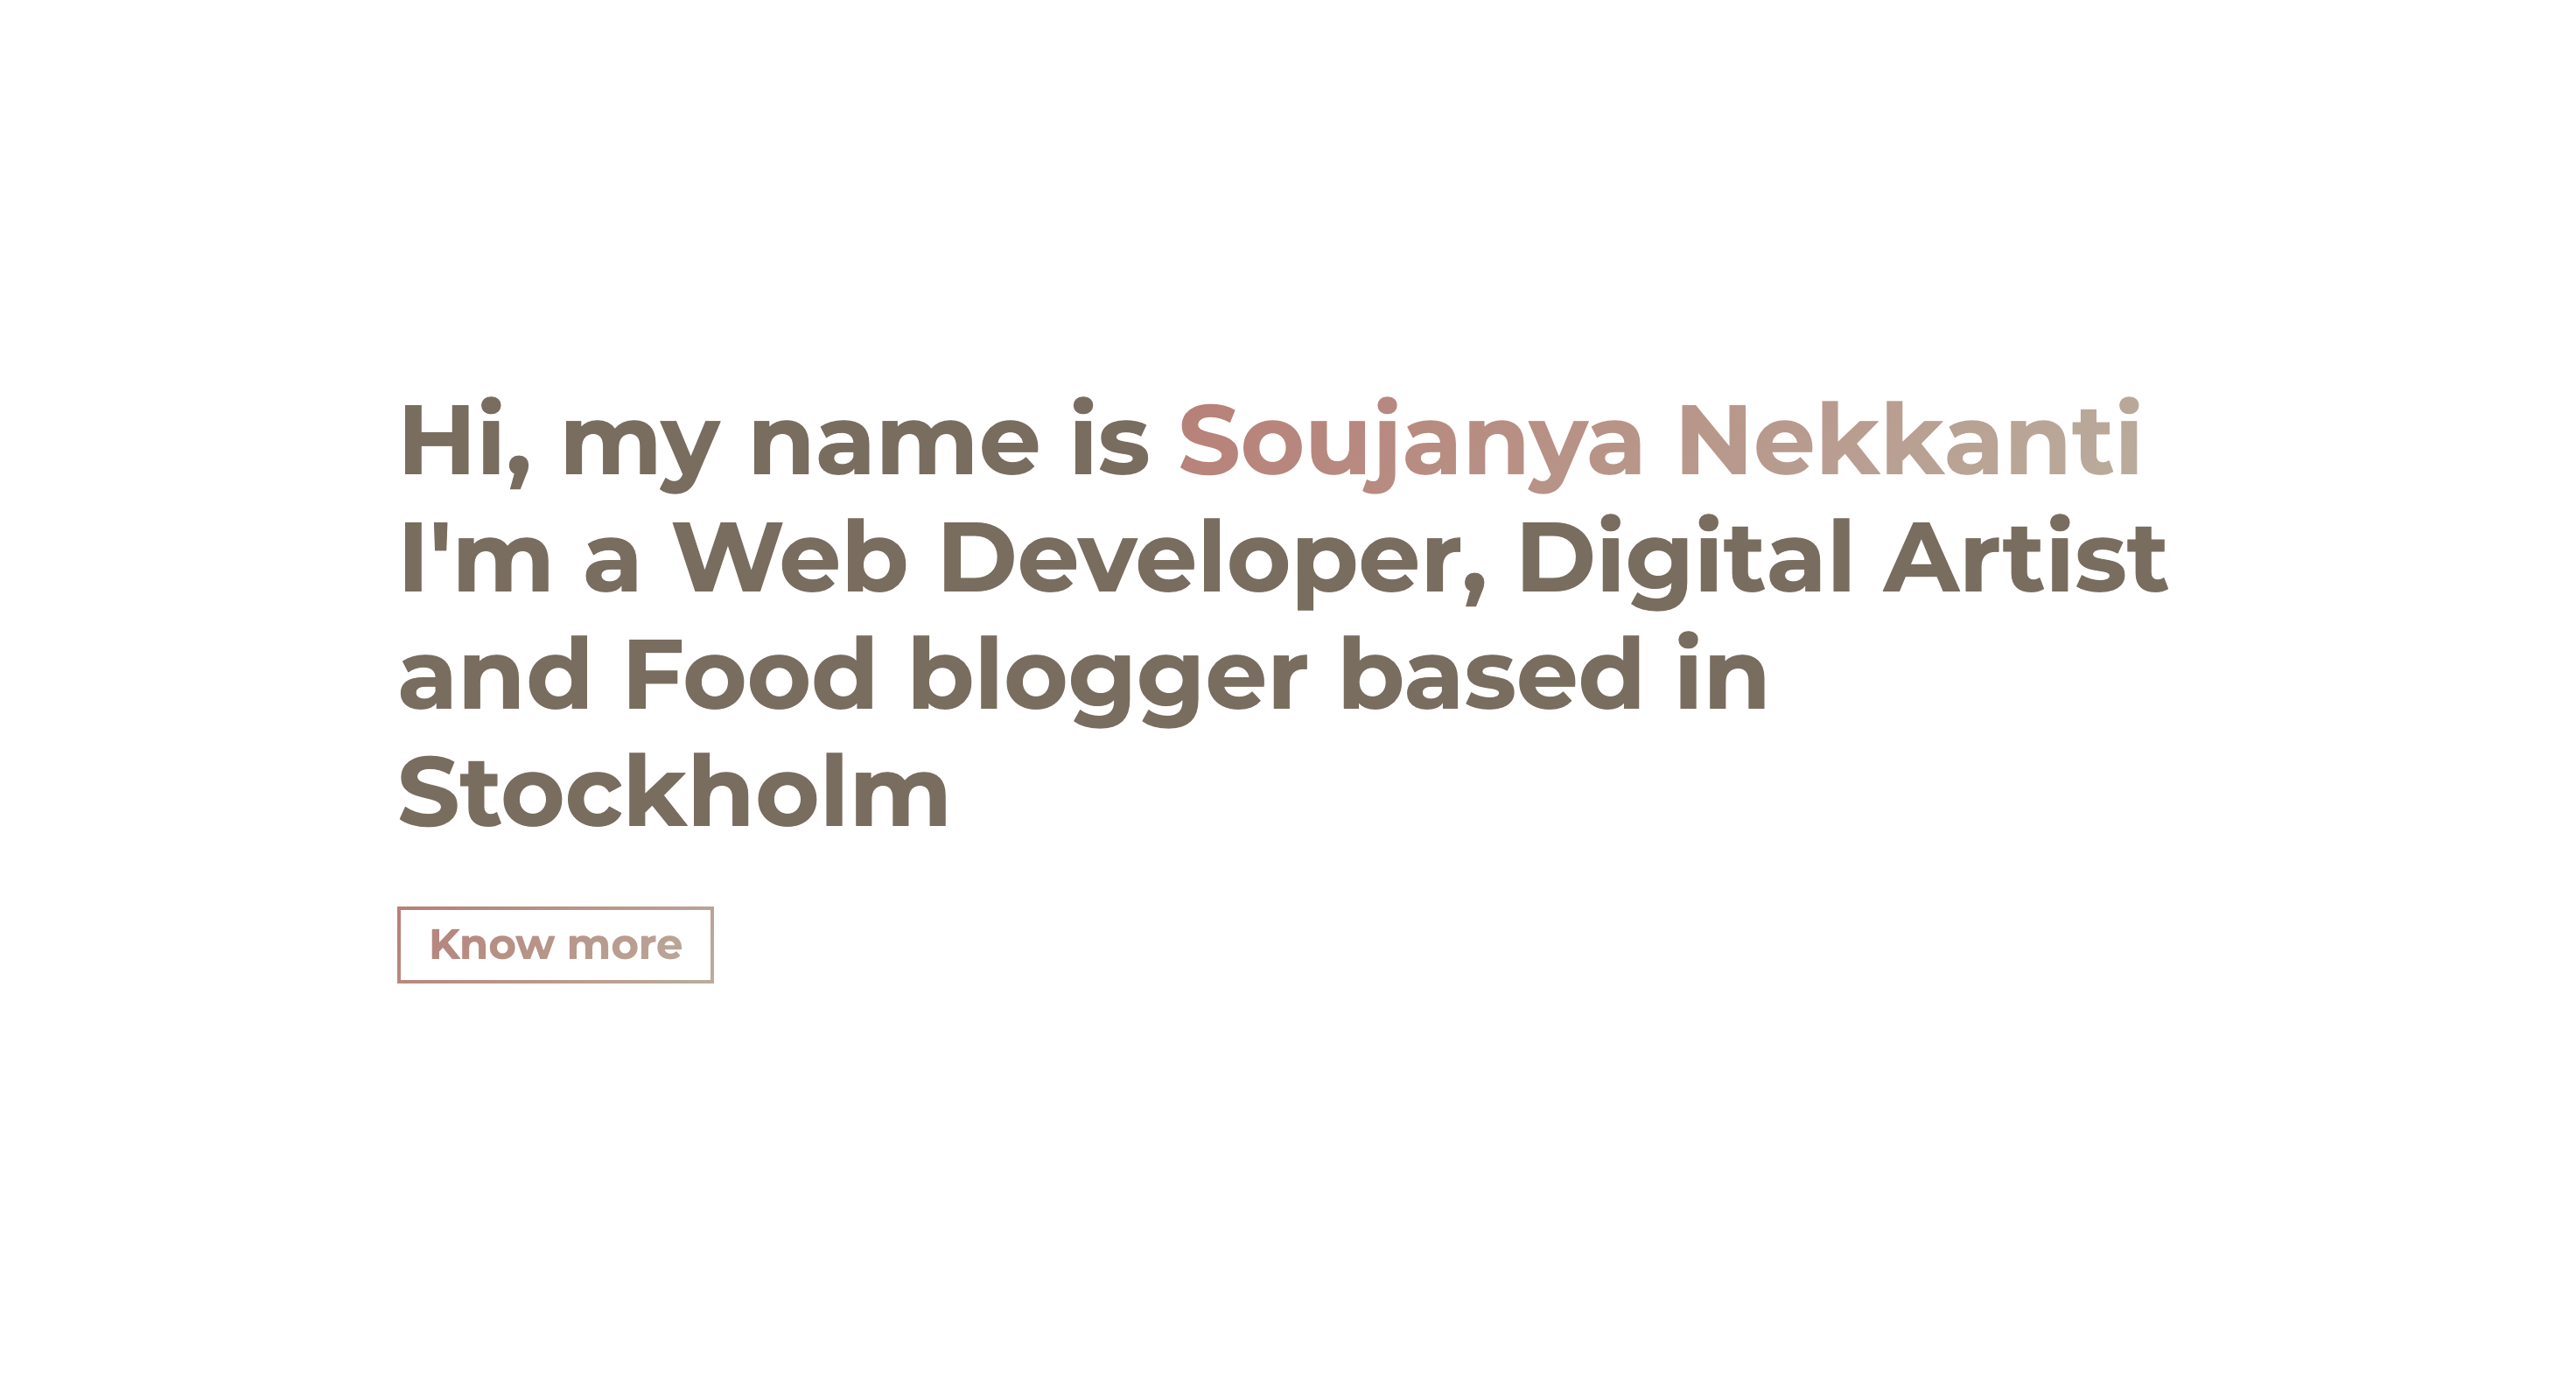 Hi, my name is Soujanya Nekkanti
I'm a Web Developer, Digital Artist
and Food blogger based in
Stockholm
Know more